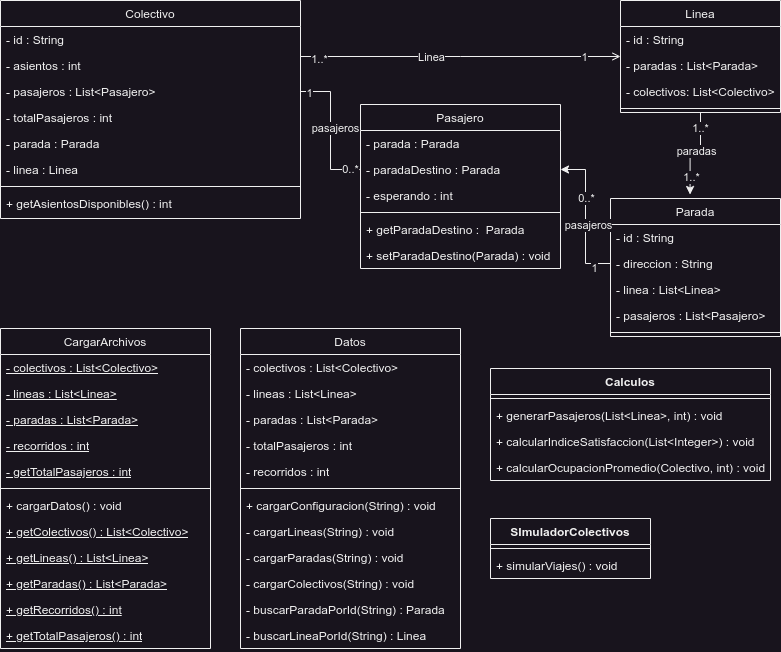 Colectivo
- id : String
- asientos : int
- pasajeros : List<Pasajero>
- totalPasajeros : int
- parada : Parada
- linea : Linea
+ getAsientosDisponibles() : int
1..*
Linea
1
Linea
- id : String
- paradas : List<Parada>
- colectivos: List<Colectivo>
1
pasajeros
0..*
Pasajero
- parada : Parada
- paradaDestino : Parada
- esperando : int
+ getParadaDestino :  Parada
+ setParadaDestino(Parada) : void
1..*
paradas
1..*
0..*
pasajeros
1
Parada
- id : String
- direccion : String
- linea : List<Linea>
- pasajeros : List<Pasajero>
CargarArchivos
- colectivos : List<Colectivo>
- lineas : List<Linea>
- paradas : List<Parada>
- recorridos : int
- getTotalPasajeros : int
+ cargarDatos() : void
+ getColectivos() : List<Colectivo>
+ getLineas() : List<Linea>
+ getParadas() : List<Parada>
+ getRecorridos() : int
+ getTotalPasajeros() : int
Datos
- colectivos : List<Colectivo>
- lineas : List<Linea>
- paradas : List<Parada>
- totalPasajeros : int
- recorridos : int
+ cargarConfiguracion(String) : void
- cargarLineas(String) : void
- cargarParadas(String) : void
- cargarColectivos(String) : void
- buscarParadaPorId(String) : Parada
- buscarLineaPorId(String) : Linea
Calculos
+ generarPasajeros(List<Linea>, int) : void
+ calcularIndiceSatisfaccion(List<Integer>) : void
+ calcularOcupacionPromedio(Colectivo, int) : void
SImuladorColectivos
+ simularViajes() : void